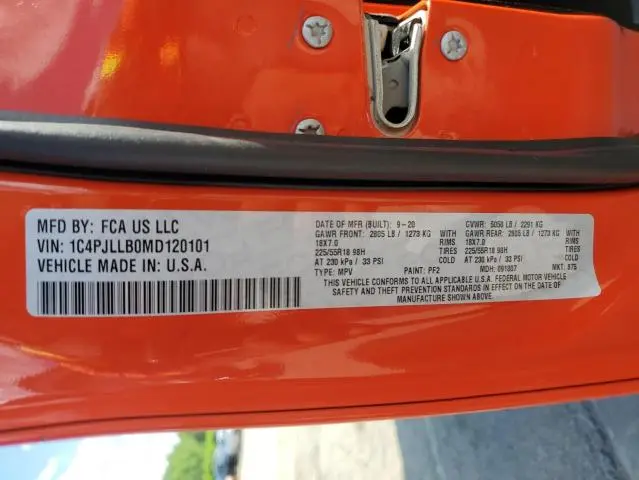 MFD BY: FCA US LLC
VIN: 1C4PJLLB0MD120101
VEHICLE MADE IN: U.S.A.
DATE OF MFR (BUILT): 9-20 GVWR: 5050 LB / 2291 KG
GAWR FRONT: 2805 LB / 1273 KG WITH GAWR REAR: 2805 LB / 1273 KG WITH
18X7.0 RIMS 18X7.0 RIMS
225/55R18 98H TIRES 225/55R18 98H TIRES
AT 230 kPa / 33 PSI COLD AT 230 kPa / 33 PSI COLD
TYPE: MPV PAINT: PF2 MDH: 091807 MKT: 875
THIS VEHICLE CONFORMS TO ALL APPLICABLE U.S.A. FEDERAL MOTOR VEHICLE
SAFETY AND THEFT PREVENTION STANDARDS IN EFFECT ON THE DATE OF
MANUFACTURE SHOWN ABOVE.